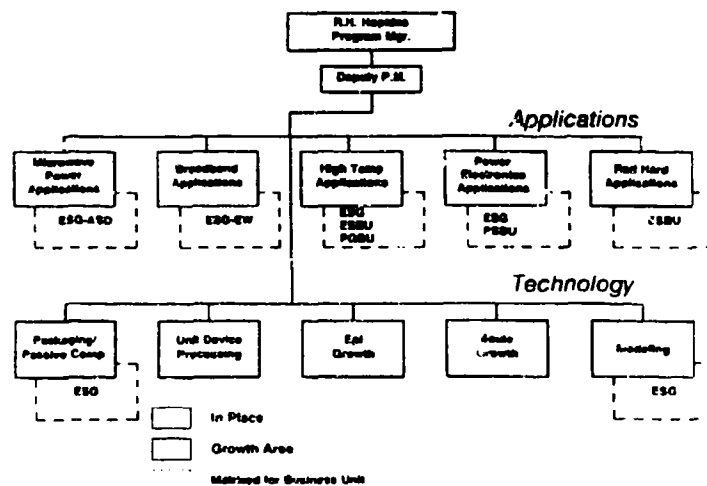 R.H. Hopkins
Program Mgr.
Deputy P.M.
Applications
Microwave
Power
Applications
Broadband
Applications
High Temp
Applications
Power
Electronics
Applications
Rad Hard
Applications
ESG-ASD
ESG-EW
ESG
ESBU
PGBU
ESG
PSBU
ESBU
Technology
Packaging/
Passive Comp
Unit Device
Processing
Epi
Growth
Growth
Modelling
ESG
ESG
In Place
Growth Area
Matrixed for Business Unit